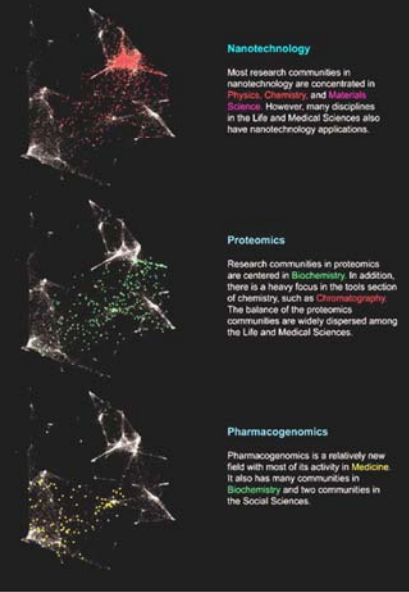 Nanotechnology
Most research communities in
nanotechnology are concentrated in
Physics, Chemistry, and Materials
Science. However, many disciplines
in the Life and Medical Sciences also
have nanotechnology applications.
Proteomics
Research communities in proteomics
are centered in Biochemistry. In addition,
there is a heavy focus in the tools section
of chemistry, such as Chromatography.
The balance of the proteomics
communities are widely dispersed among
the Life and Medical Sciences.
Pharmacogenomics
Pharmacogenomics is a relatively new
field with most of its activity in Medicine.
It also has many communities in
Biochemistry and two communities in
the Social Sciences.